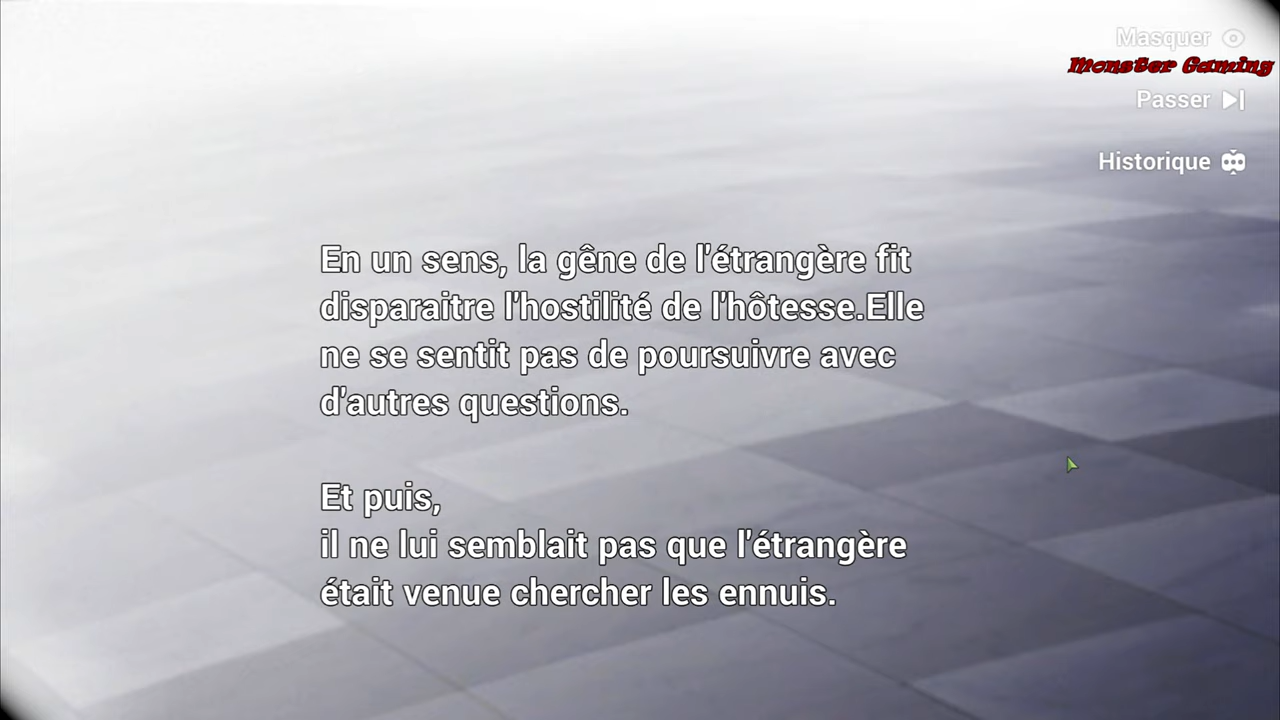 Masquer
Monster Gaming
Passer
Historique
En un sens, la gêne de l'étrangère fit
disparaitre l'hostilité de l'hôtesse.Elle
ne se sentit pas de poursuivre avec
d'autres questions.
Et puis,
il ne lui semblait pas que l'étrangère
était venue chercher les ennuis.